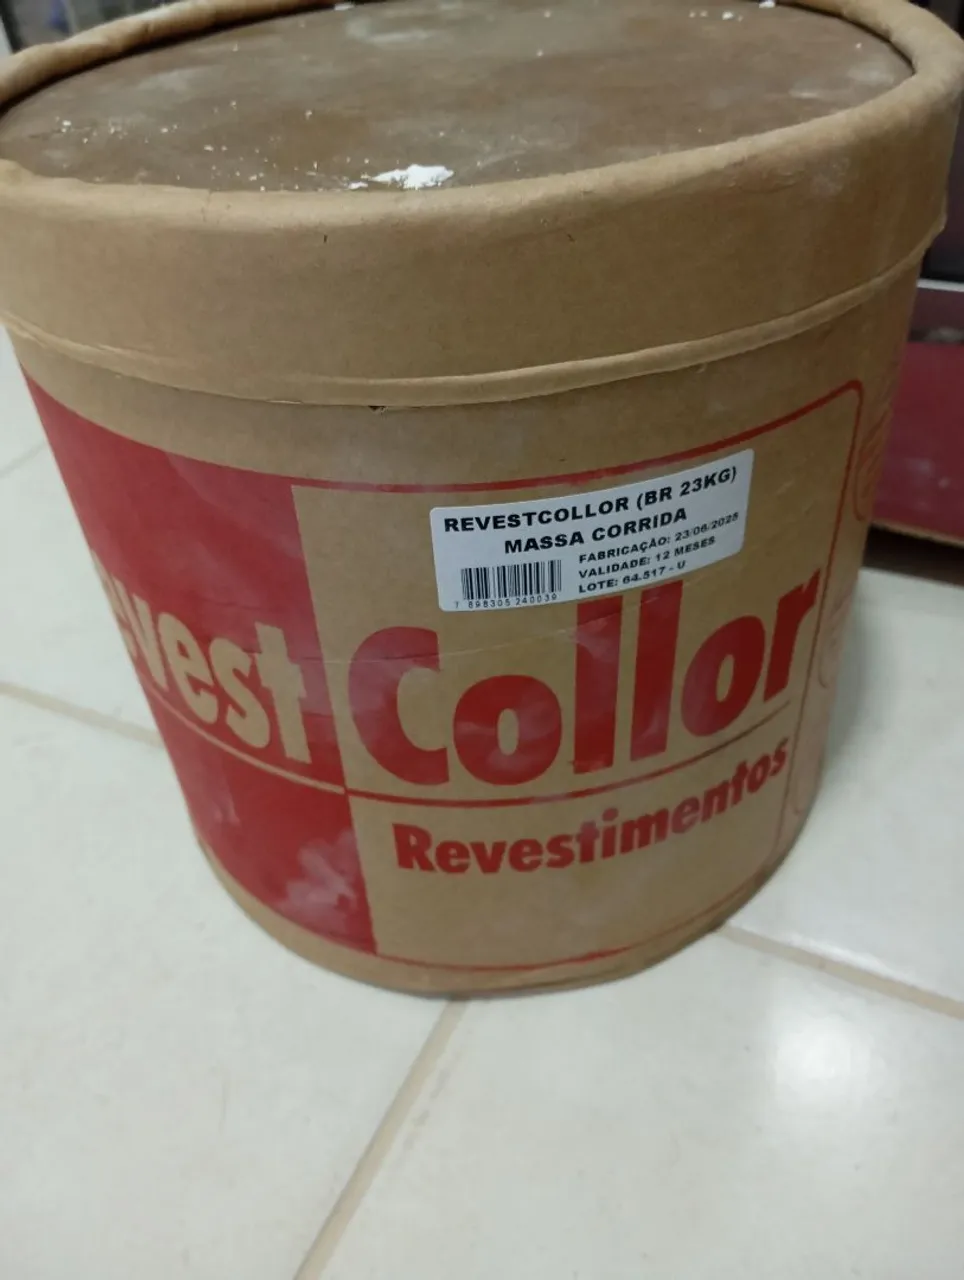 REVESTCOLLOR (BR 23KG)
MASSA CORRIDA
FABRICAÇÃO: 23/06/2025
VALIDADE: 12 MESES
LOTE: 64.517 - U
7 898305 240039
evest Collor
Revestimentos